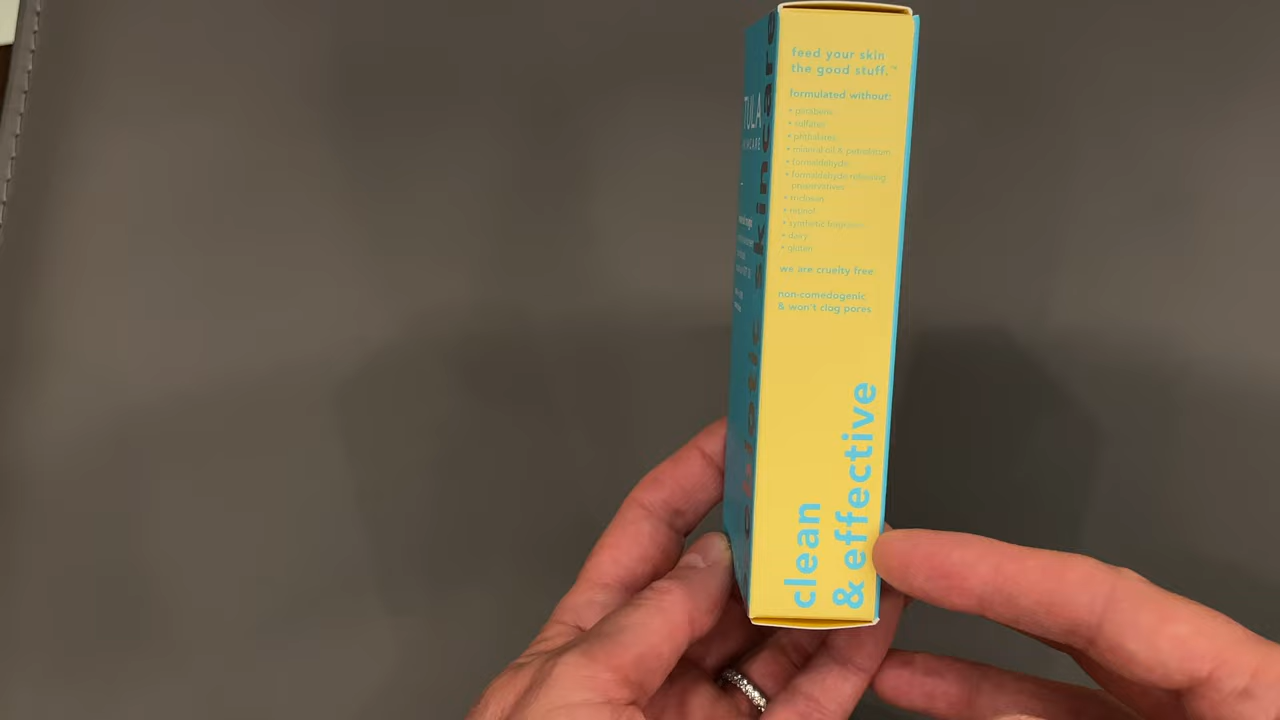 feed your skin
the good stuff.™
formulated without:
• parabens
• sulfates
• phthalates
• mineral oil & petrolatum
• formaldehyde
• formaldehyde releasing
preservatives
• triclosan
• retinol
• synthetic fragrance
• dairy
• gluten
we are cruelty free
non-comedogenic
& won't clog pores
clean
& effective
TULA
SKINCARE